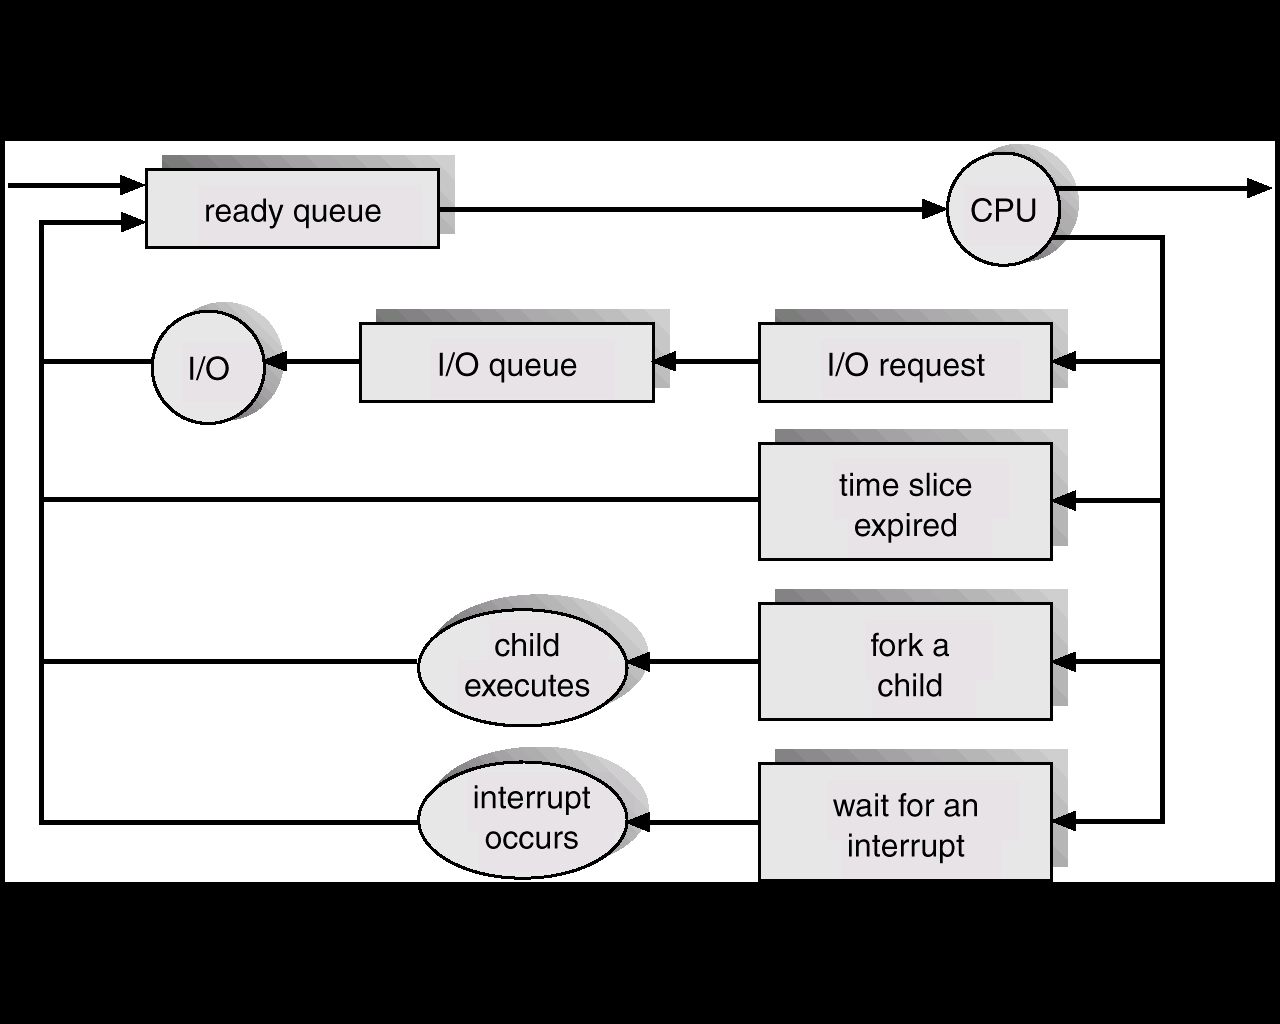 ready queue
CPU
I/O
I/O queue
I/O request
time slice
expired
child
executes
fork a
child
interrupt
occurs
wait for an
interrupt